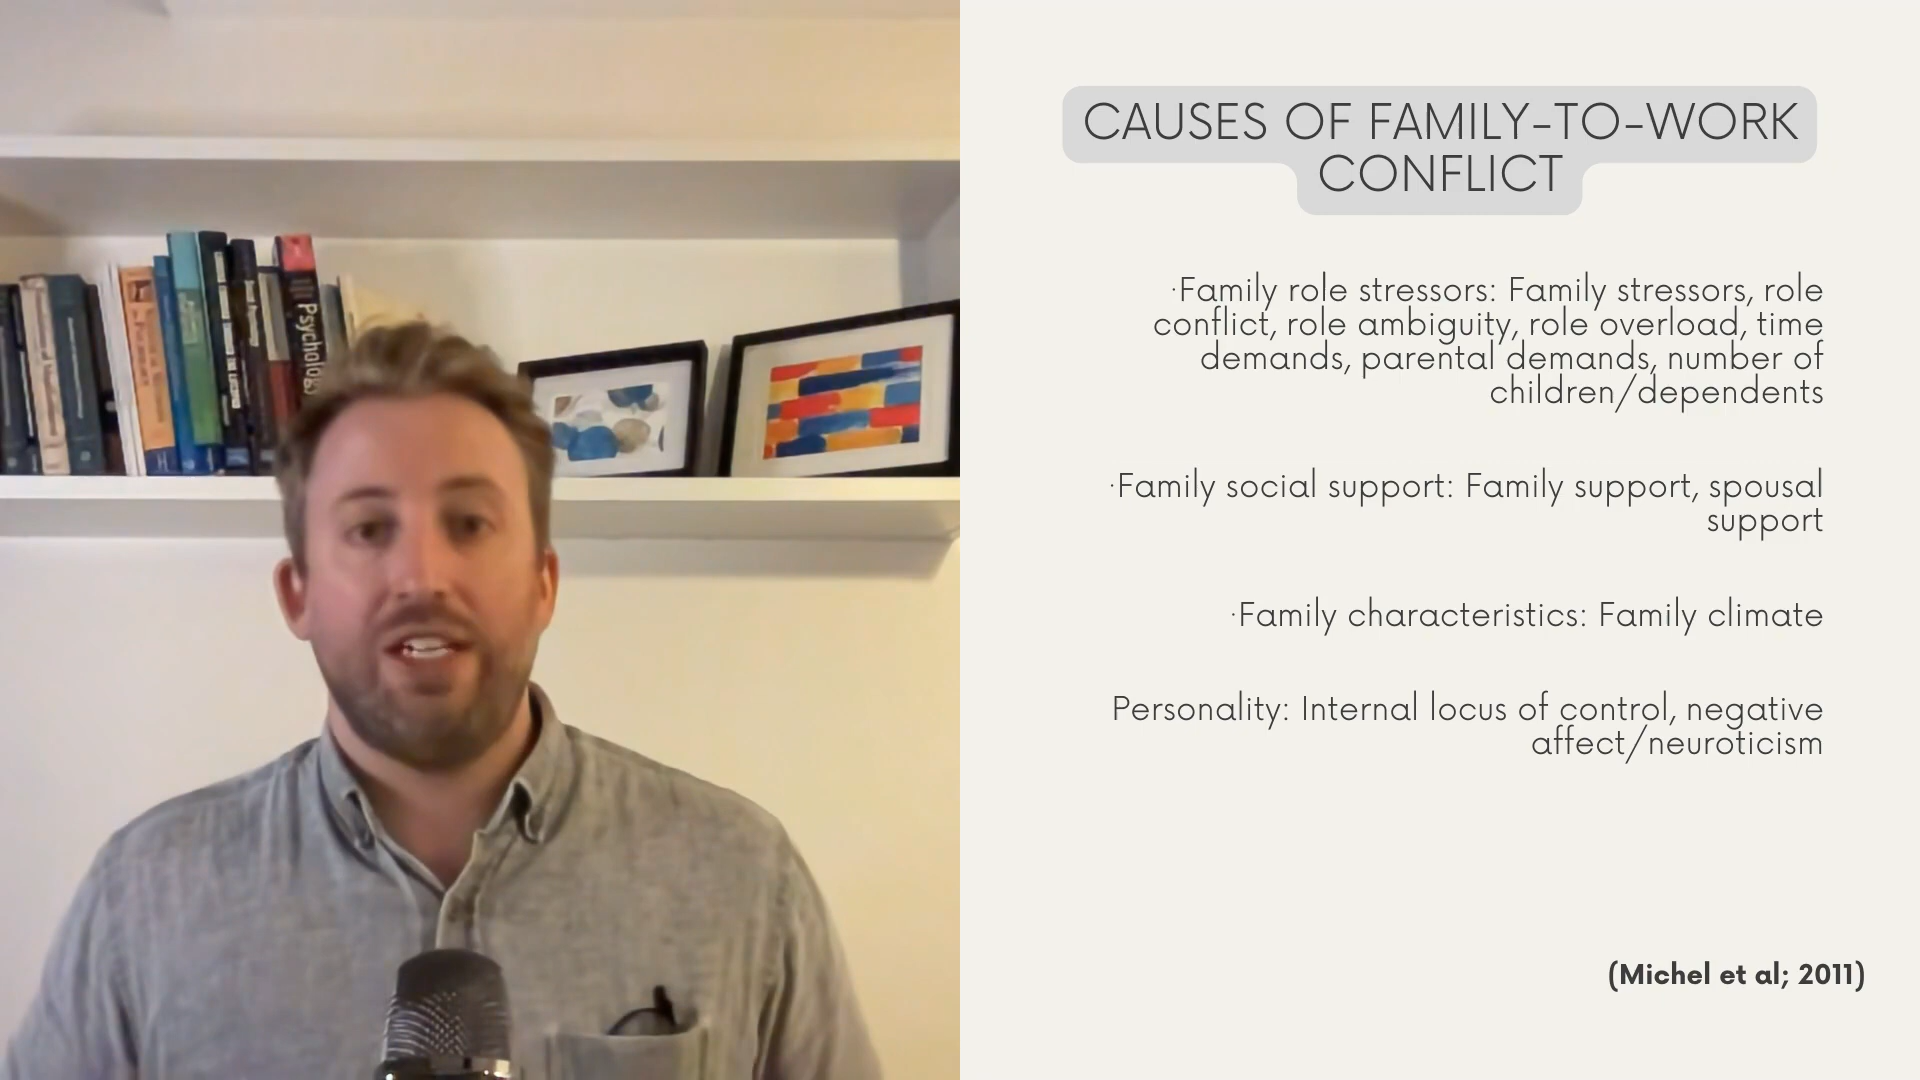 Psychology
CAUSES OF FAMILY-TO-WORK
CONFLICT
·Family role stressors: Family stressors, role
conflict, role ambiguity, role overload, time
demands, parental demands, number of
children/dependents
·Family social support: Family support, spousal
support
·Family characteristics: Family climate
Personality: Internal locus of control, negative
affect/neuroticism
(Michel et al; 2011)